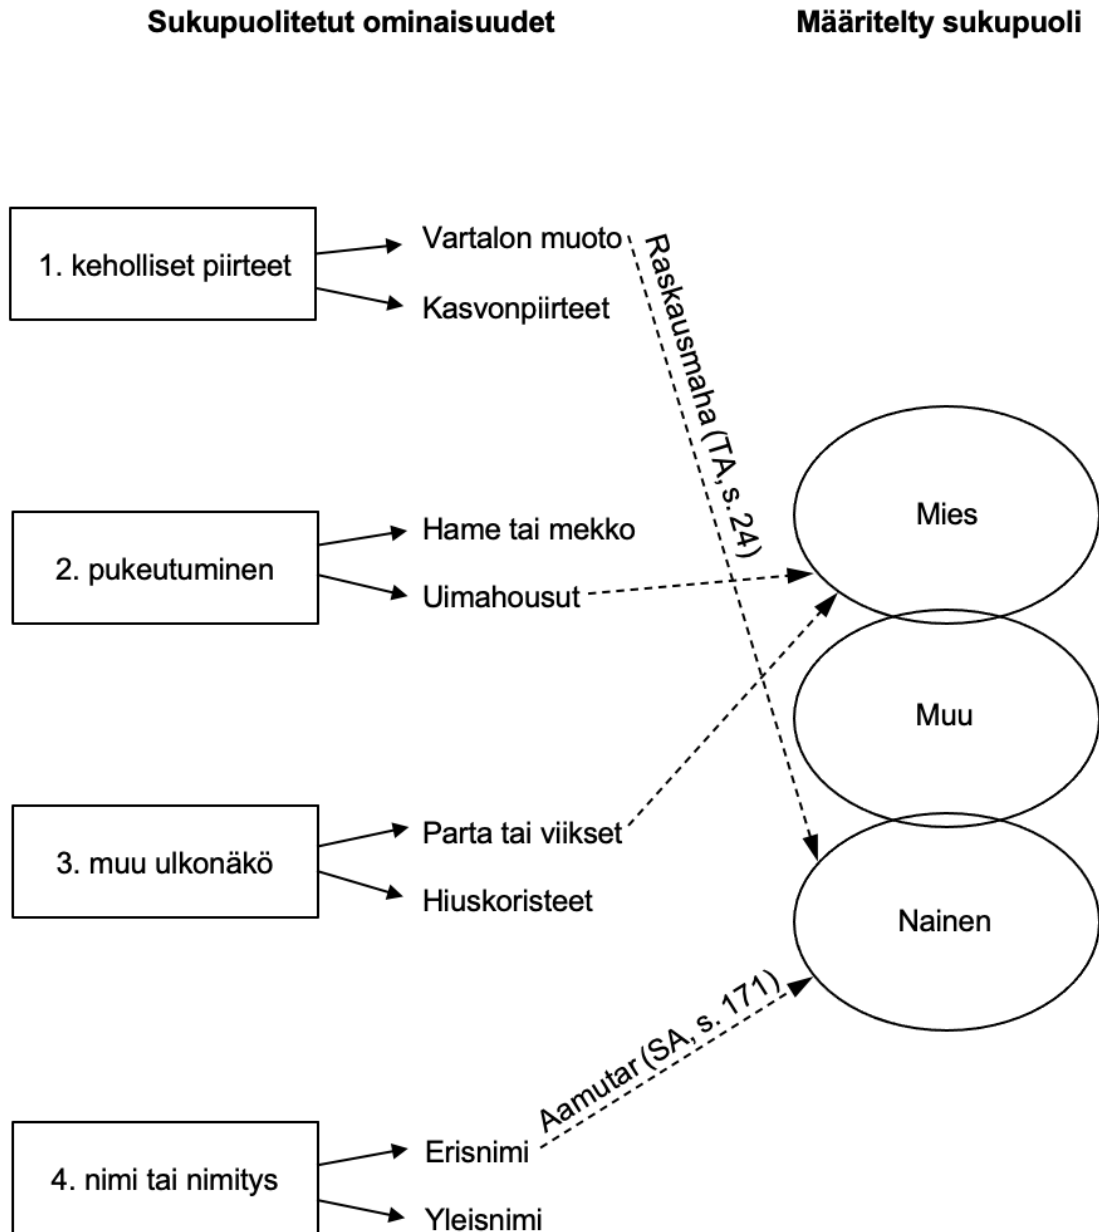 Sukupuolitetut ominaisuudet
Määritelty sukupuoli
1. keholliset piirteet
Vartalon muoto
Kasvonpiirteet
Raskausmaha (TA, s. 24)
2. pukeutuminen
Hame tai mekko
Uimahousut
Mies
Muu
3. muu ulkonäkö
Parta tai viikset
Hiuskoristeet
Nainen
Aamutar (SA, s. 171)
4. nimi tai nimitys
Erisnimi
Yleisnimi